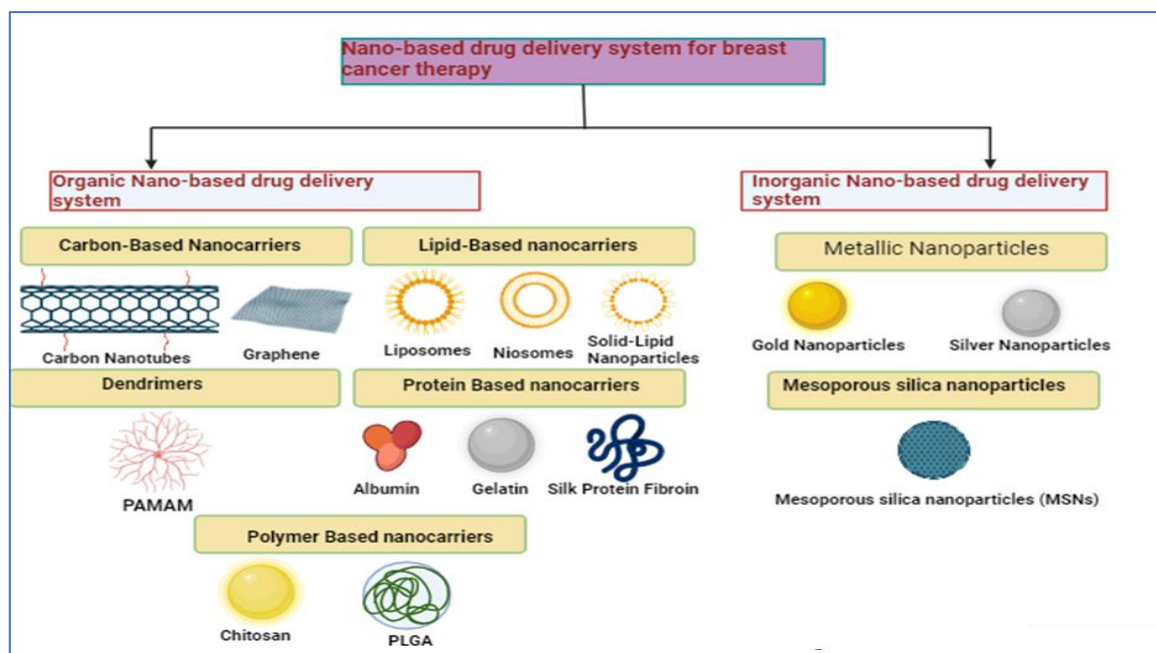 Nano-based drug delivery system for breast
cancer therapy
Organic Nano-based drug delivery
system
Inorganic Nano-based drug delivery
system
Carbon-Based Nanocarriers
Lipid-Based nanocarriers
Metallic Nanoparticles
Carbon Nanotubes
Graphene
Liposomes
Niosomes
Solid-Lipid
Nanoparticles
Gold Nanoparticles
Silver Nanoparticles
Dendrimers
Protein Based nanocarriers
Mesoporous silica nanoparticles
PAMAM
Albumin
Gelatin
Silk Protein Fibroin
Mesoporous silica nanoparticles (MSNs)
Polymer Based nanocarriers
Chitosan
PLGA